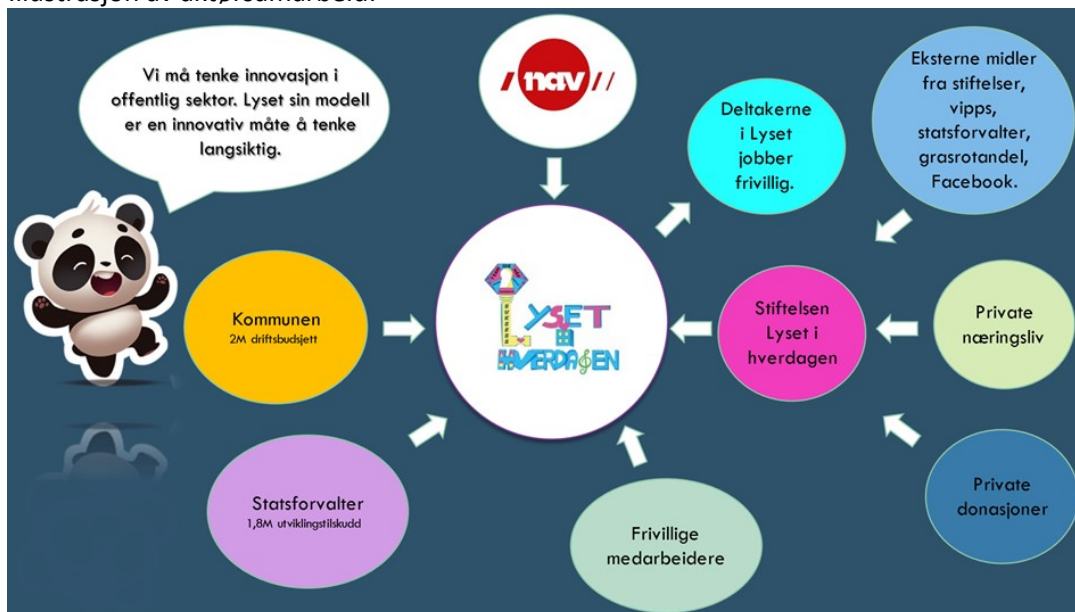 Vi må tenke innovasjon i
offentlig sektor. Lyset sin modell
er en innovativ måte å tenke
langsiktig.
nav
Deltakerne
i Lyset
jobber
frivillig.
Eksterne midler
fra stiftelser,
vipps,
statsforvalter,
grasrotandel,
Facebook.
Kommunen
2M driftsbudsjett
LYSET
I
HVERDAGEN
Stiftelsen
Lyset i
hverdagen
Private
næringsliv
Statsforvalter
1,8M utviklingstilskudd
Frivillige
medarbeidere
Private
donasjoner